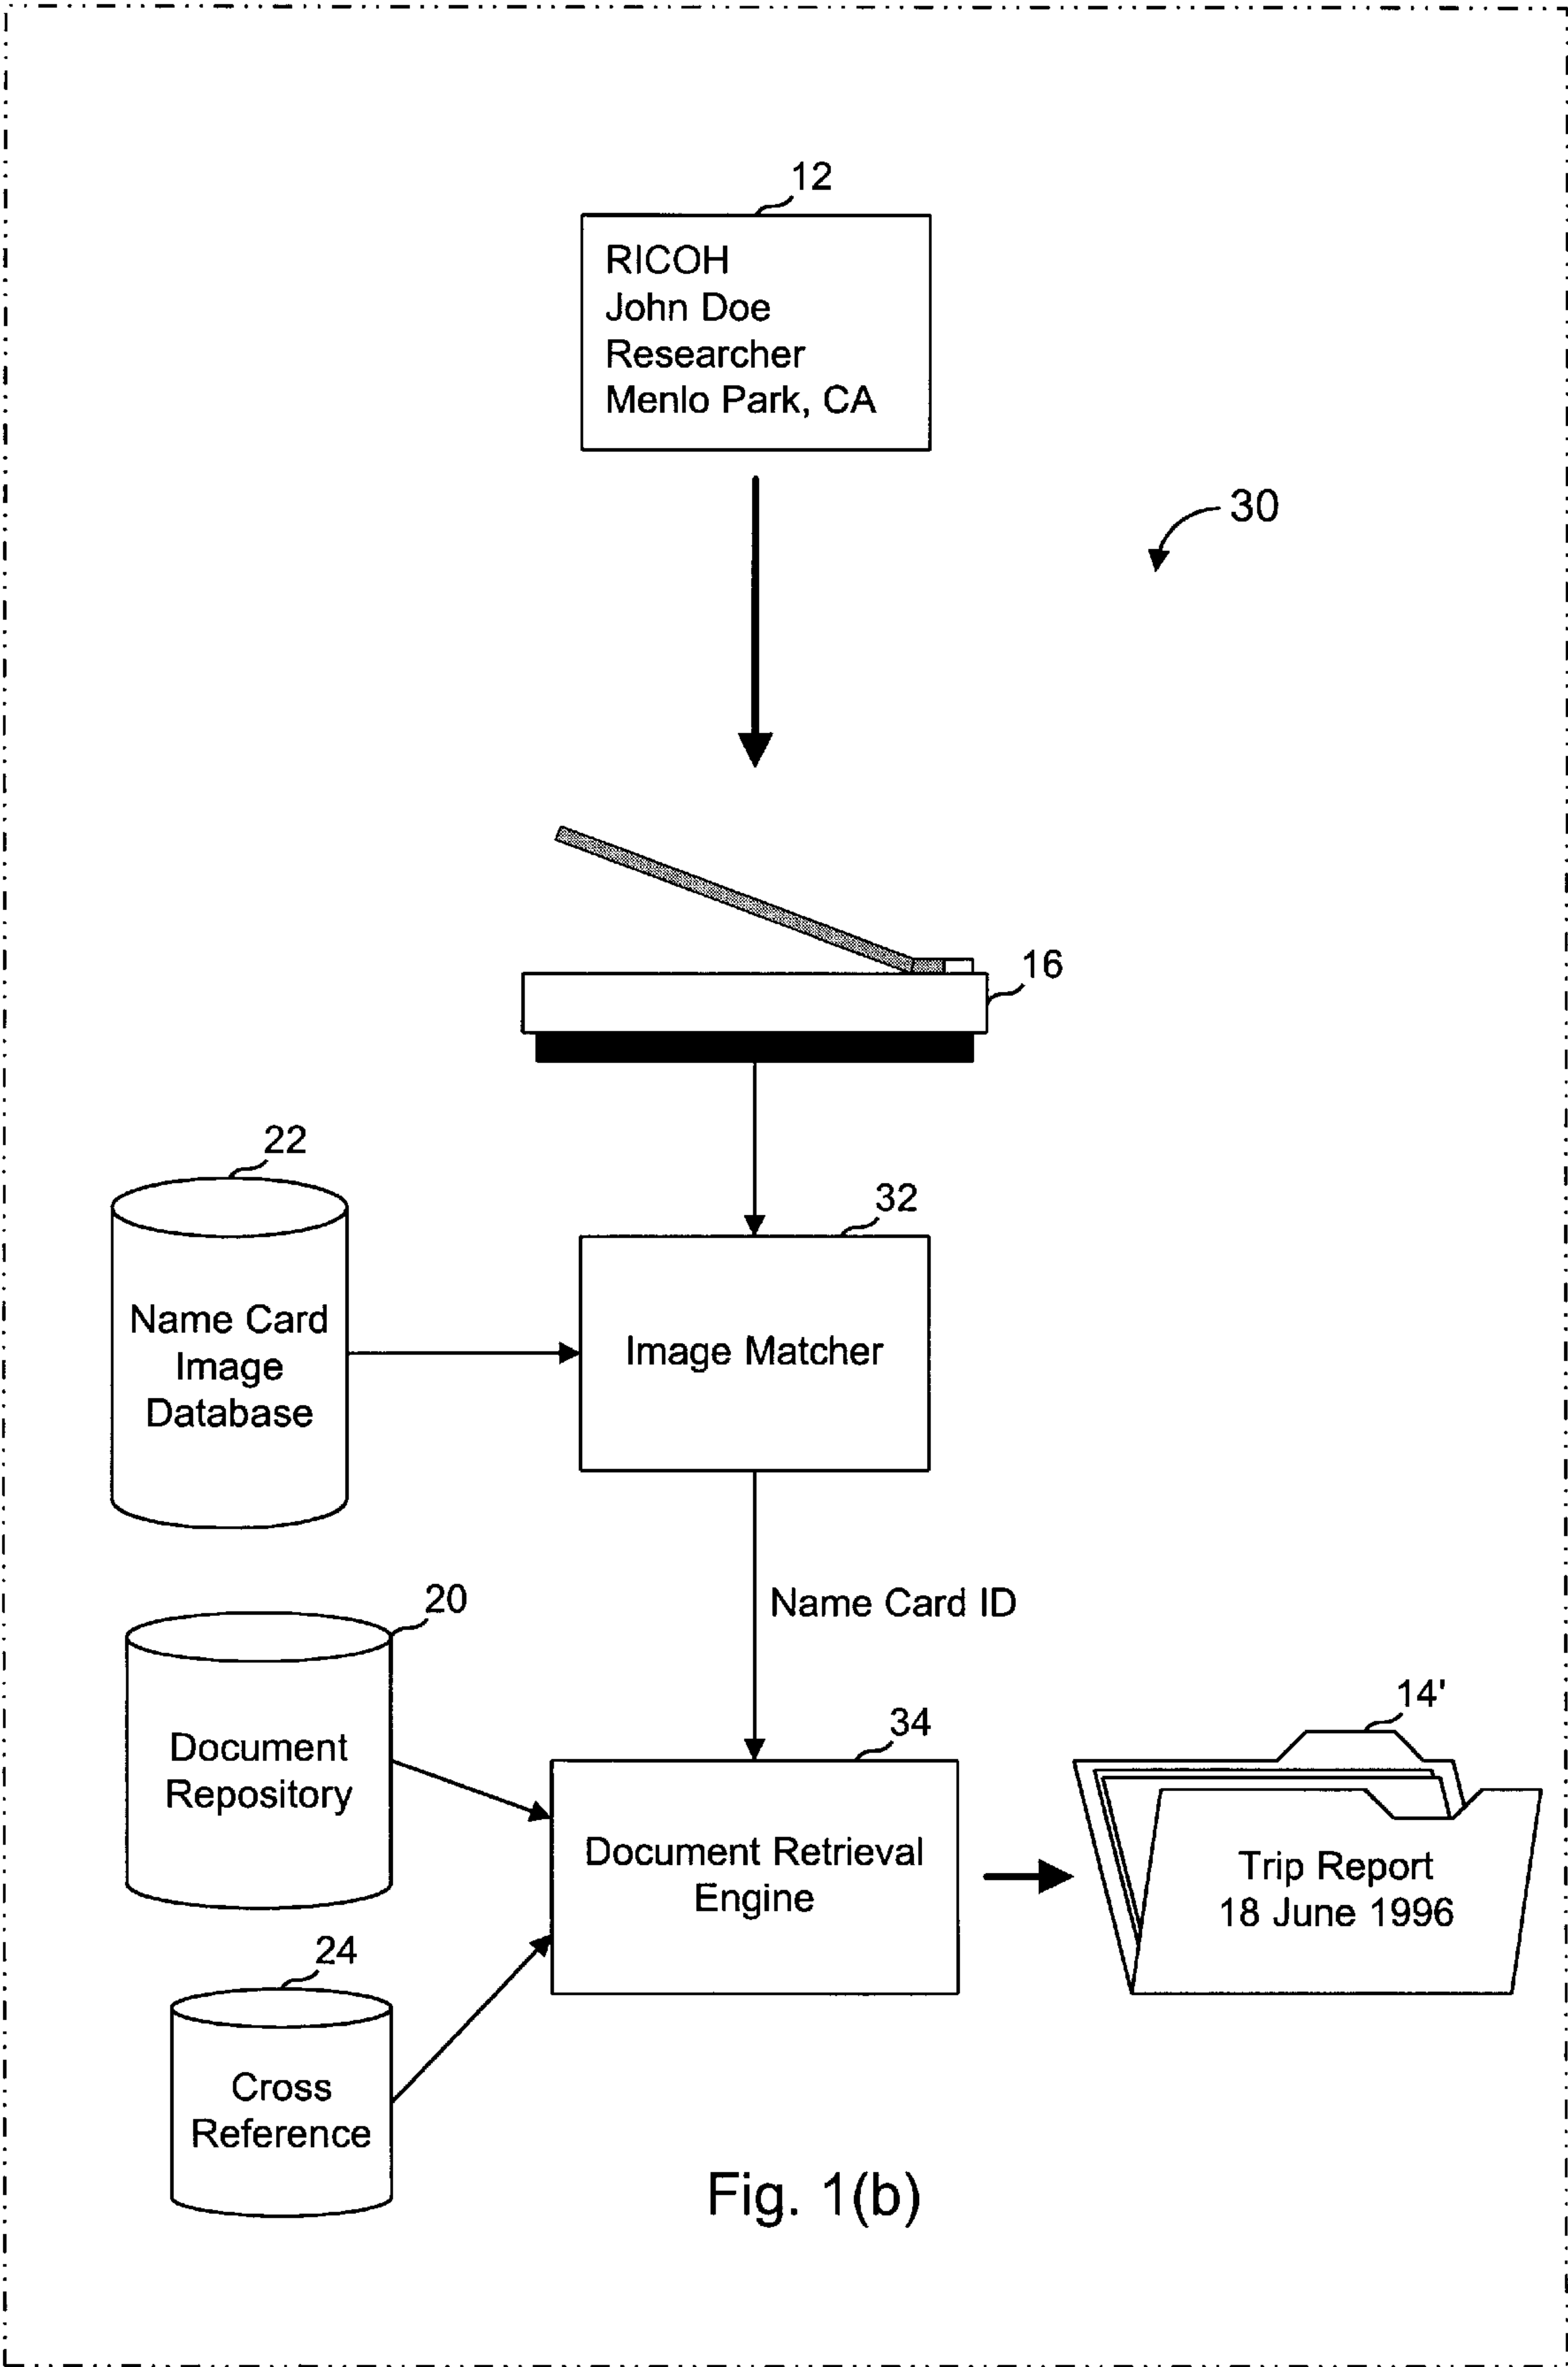 12
RICOH
John Doe
Researcher
Menlo Park, CA
30
16
22
32
Name Card
Image
Database
Image Matcher
20
Name Card ID
14'
34
Document
Repository
Document Retrieval
Engine
Trip Report
18 June 1996
24
Cross
Reference
Fig. 1(b)